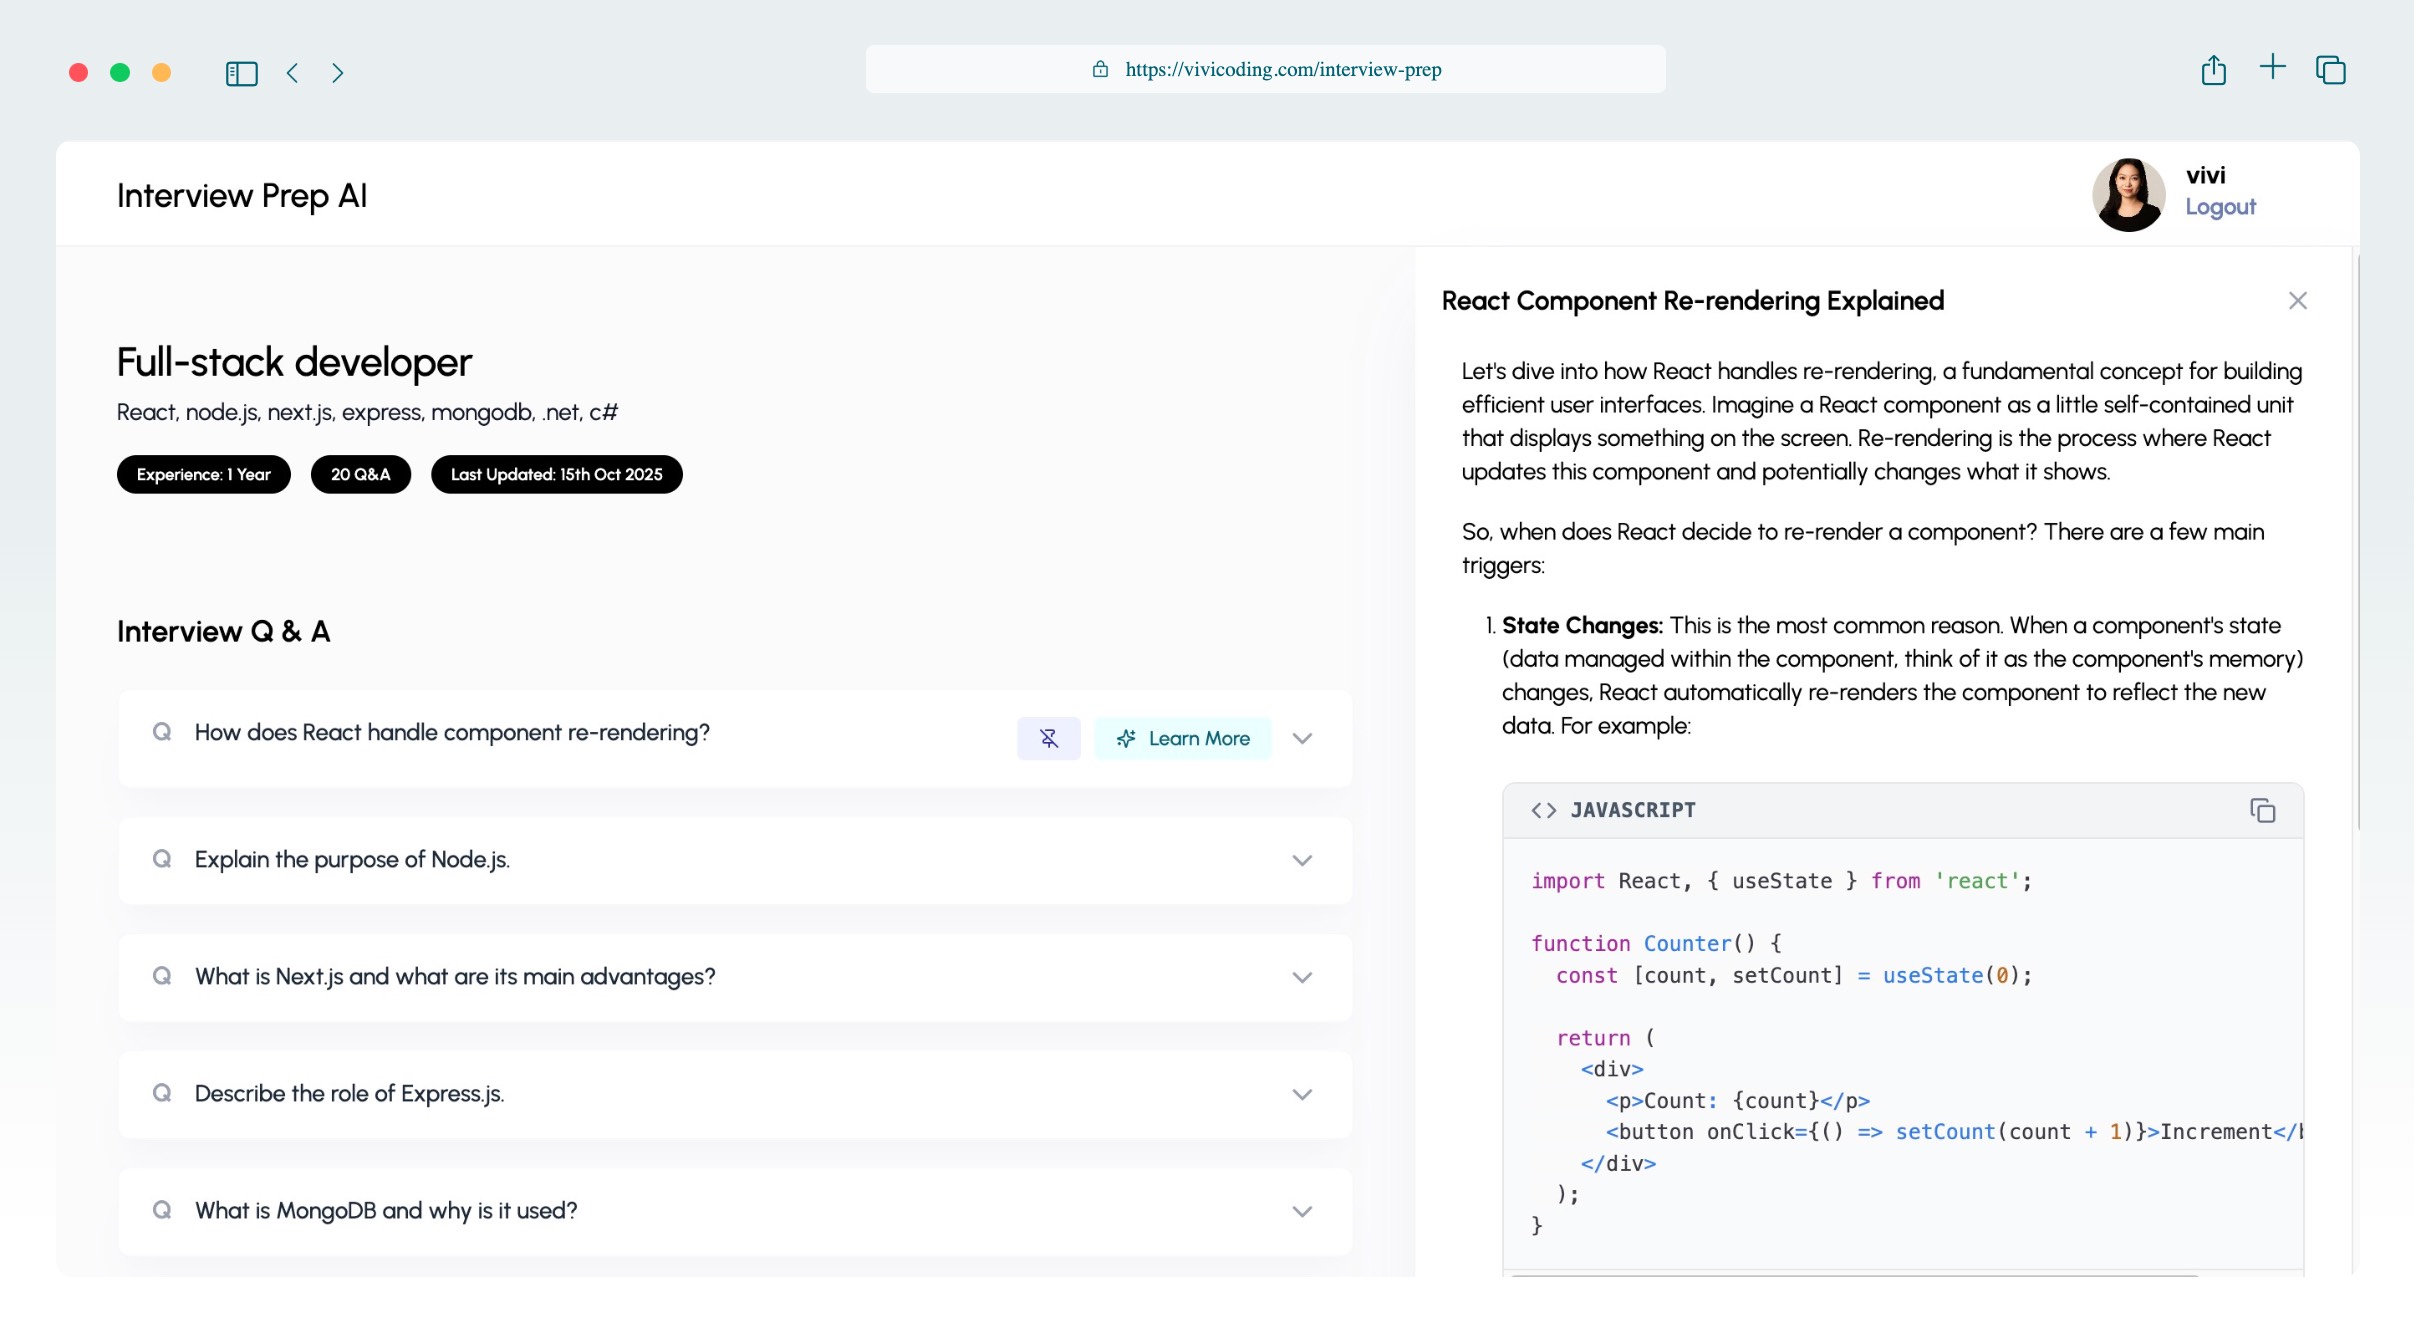 https://vivicoding.com/interview-prep
Interview Prep AI
vivi
Logout
Full-stack developer
React, node.js, next.js, express, mongodb, .net, c#
Experience: 1 Year
20 Q&A
Last Updated: 15th Oct 2025
Interview Q & A
Q How does React handle component re-rendering?
Learn More
Q Explain the purpose of Node.js.
Q What is Next.js and what are its main advantages?
Q Describe the role of Express.js.
Q What is MongoDB and why is it used?
React Component Re-rendering Explained
Let's dive into how React handles re-rendering, a fundamental concept for building
efficient user interfaces. Imagine a React component as a little self-contained unit
that displays something on the screen. Re-rendering is the process where React
updates this component and potentially changes what it shows.
So, when does React decide to re-render a component? There are a few main
triggers:
1. State Changes: This is the most common reason. When a component's state
(data managed within the component, think of it as the component's memory)
changes, React automatically re-renders the component to reflect the new
data. For example:
<> JAVASCRIPT
import React, { useState } from 'react';
function Counter() {
const [count, setCount] = useState(0);
return (
<div>
<p>Count: {count}</p>
<button onClick={() => setCount(count + 1)}>Increment</
</div>
);
}